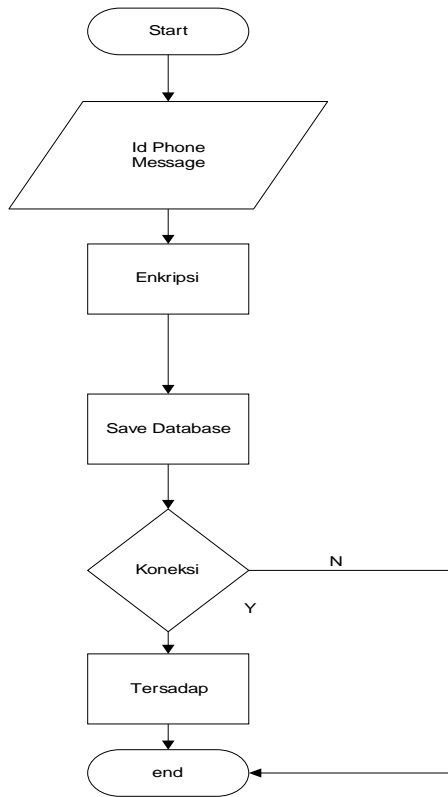 Start
Id Phone
Message
Enkripsi
Save Database
Koneksi
N
Y
Tersadap
end